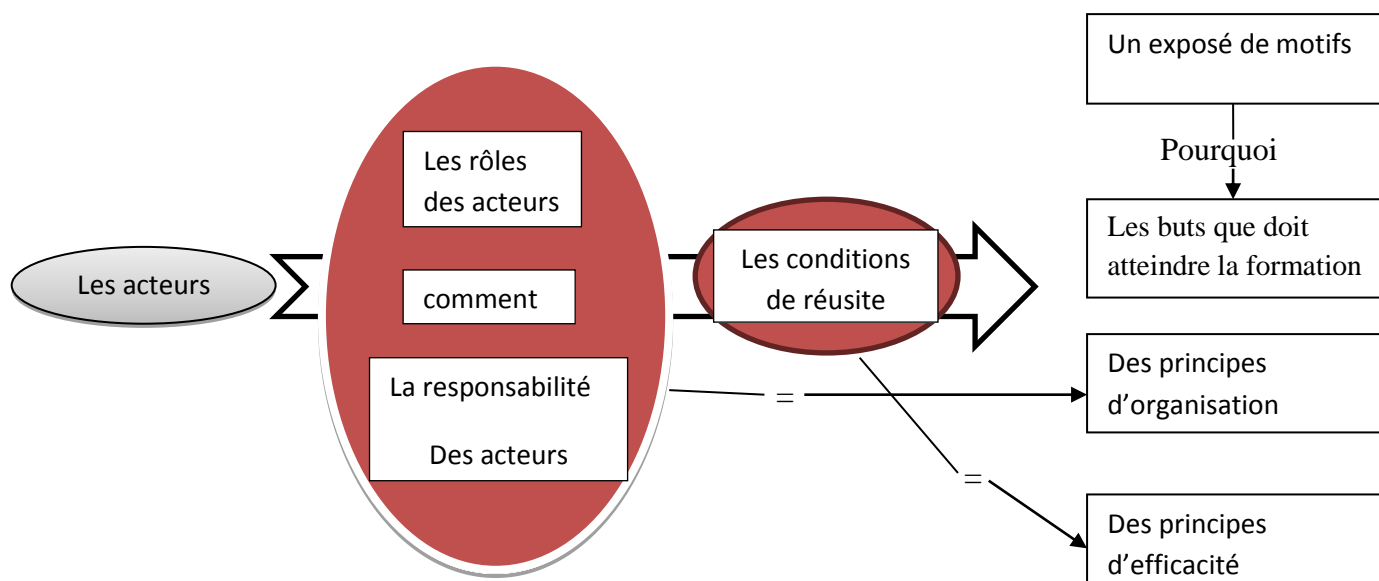 Un exposé de motifs
Pourquoi
Les buts que doit
atteindre la formation
Les acteurs
Les rôles
des acteurs
comment
La responsabilité
Des acteurs
Les conditions
de réusite
=
Des principes
d'organisation
=
Des principes
d'efficacité